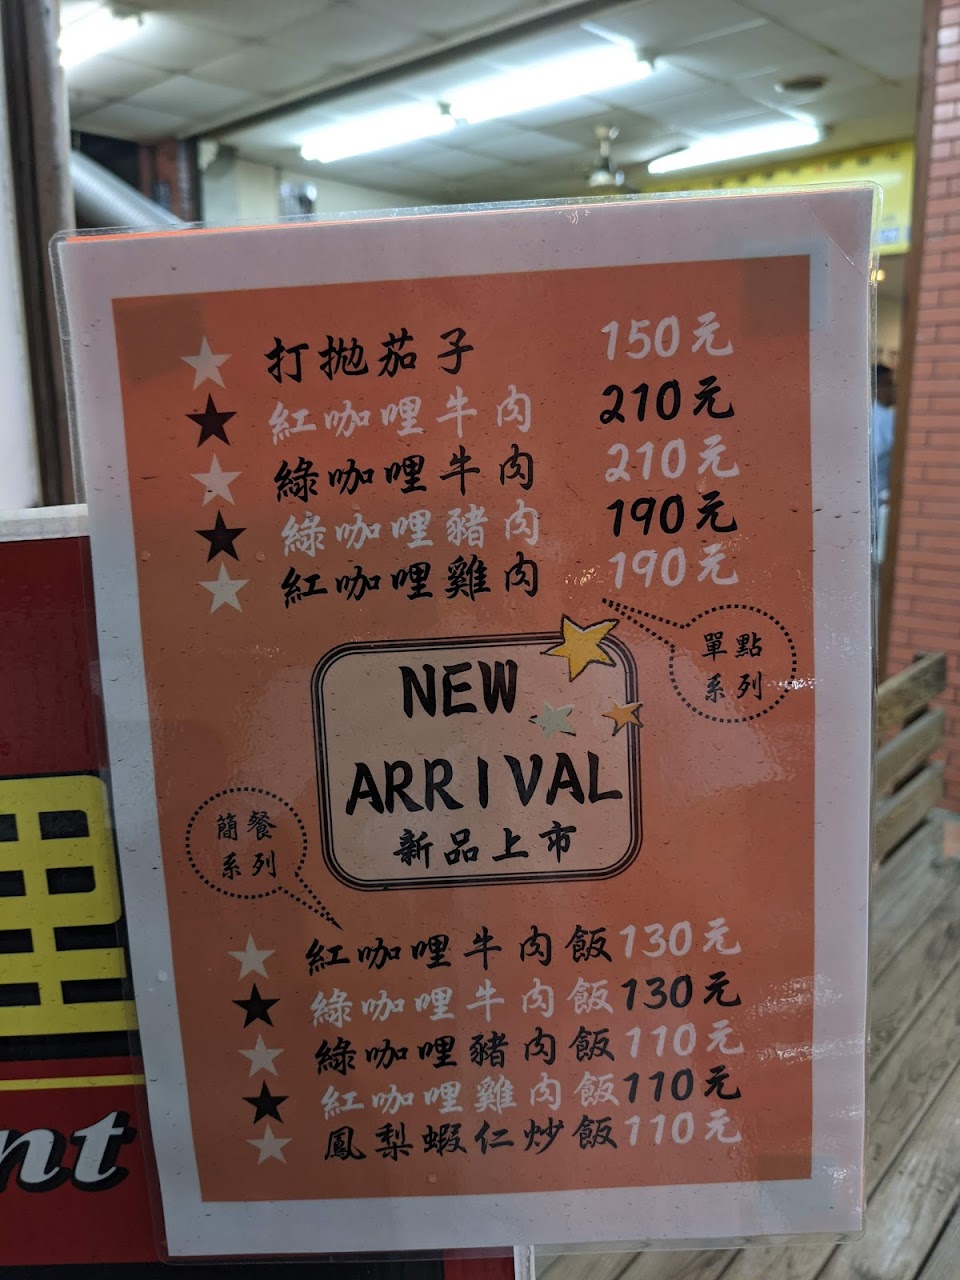 打拋茄子 150元
紅咖哩牛肉 210元
綠咖哩牛肉 210元
綠咖哩豬肉 190元
紅咖哩雞肉 190元
單點
系列
NEW
ARRIVAL
新品上市
簡餐
系列
紅咖哩牛肉飯130元
綠咖哩牛肉飯130元
綠咖哩豬肉飯110元
紅咖哩雞肉飯110元
鳳梨蝦仁炒飯110元
nt